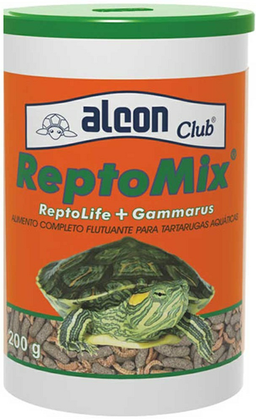 alcon Club®
ReptoMix®
ReptoLife + Gammarus
ALIMENTO COMPLETO FLUTUANTE PARA TARTARUGAS AQUÁTICAS
200 g